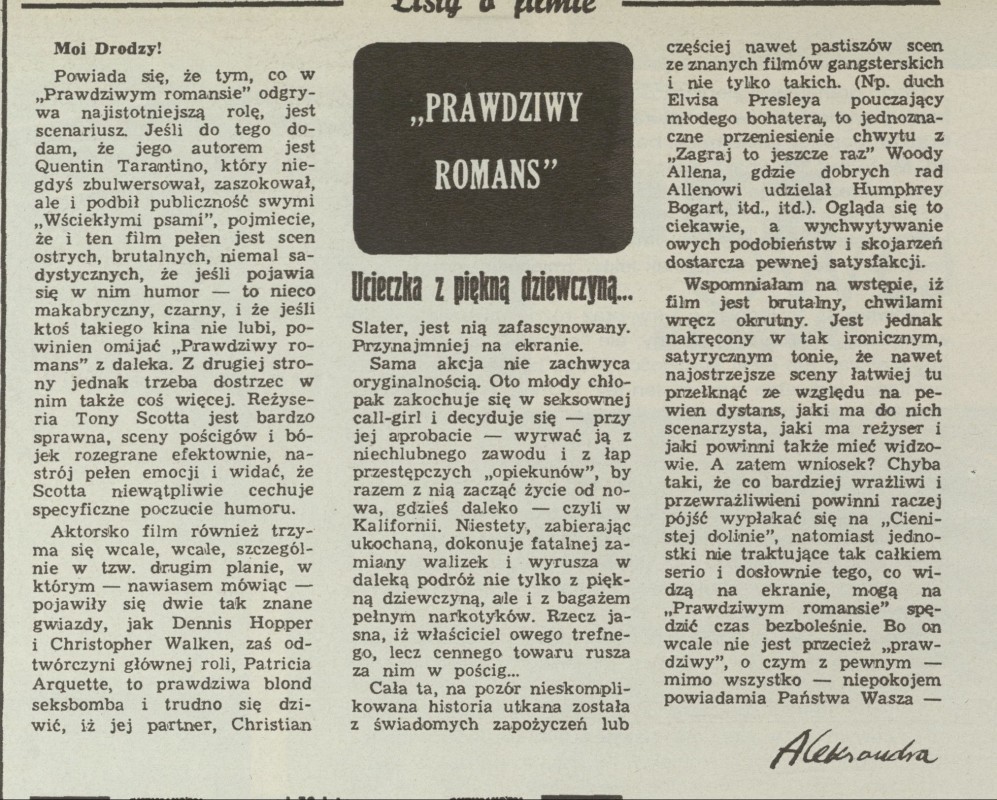 Listy o filmie
Moi Drodzy!
Powiada się, że tym, co w
„Prawdziwym romansie” odgry-
wa najistotniejszą rolę, jest
scenariusz. Jeśli do tego do-
dam, że jego autorem jest
Quentin Tarantino, który nie-
gdyś zbulwersował, zaszokował,
ale i podbił publiczność swymi
„Wściekłymi psami”, pojmiecie,
że i ten film pełen jest scen
ostrych, brutalnych, niemal sa-
dystycznych, że jeśli pojawia
się w nim humor — to nieco
makabryczny, czarny, i że jeśli
ktoś takiego kina nie lubi, po-
winien omijać „Prawdziwy ro-
mans” z daleka. Z drugiej stro-
ny jednak trzeba dostrzec w
nim także coś więcej. Reżyse-
ria Tony Scotta jest bardzo
sprawna, sceny pościgów i bó-
jek rozegrane efektownie, na-
strój pełen emocji i widać, że
Scotta niewątpliwie cechuje
specyficzne poczucie humoru.
Aktorsko film również trzy-
ma się wcale, wcale, szczegól-
nie w tzw. drugim planie, w
którym — nawiasem mówiąc —
pojawiły się dwie tak znane
gwiazdy, jak Dennis Hopper
i Christopher Walken, zaś od-
twórczyni głównej roli, Patricia
Arquette, to prawdziwa blond
seksbomba i trudno się dzi-
wić, iż jej partner, Christian
„PRAWDZIWY
ROMANS”
Ucieczka z piękną dziewczyną...
Slater, jest nią zafascynowany.
Przynajmniej na ekranie.
Sama akcja nie zachwyca
oryginalnością. Oto młody chło-
pak zakochuje się w seksownej
call-girl i decyduje się — przy
jej aprobacie — wyrwać ją z
niechlubnego zawodu i z łap
przestępczych „opiekunów”, by
razem z nią zacząć życie od no-
wa, gdzieś daleko — czyli w
Kalifornii. Niestety, zabierając
ukochaną, dokonuje fatalnej za-
miany walizek i wyrusza w
daleką podróż nie tylko z pięk-
ną dziewczyną, ale i z bagażem
pełnym narkotyków. Rzecz ja-
sna, iż właściciel owego trefne-
go, lecz cennego towaru rusza
za nim w pościg...
Cała ta, na pozór nieskompli-
kowana historia utkana została
z świadomych zapożyczeń lub
częściej nawet pastiszów scen
ze znanych filmów gangsterskich
i nie tylko takich. (Np. duch
Elvisa Presleya pouczający
młodego bohatera, to jednozna-
czne przeniesienie chwytu z
„Zagraj to jeszcze raz” Woody
Allena, gdzie dobrych rad
Allenowi udzielał Humphrey
Bogart, itd., itd.). Ogląda się to
ciekawie, a wychwytywanie
owych podobieństw i skojarzeń
dostarcza pewnej satysfakcji.
Wspomniałam na wstępie, iż
film jest brutalny, chwilami
wręcz okrutny. Jest jednak
nakręcony w tak ironicznym,
satyrycznym tonie, że nawet
najostrzejsze sceny łatwiej tu
przełknąć ze względu na pe-
wien dystans, jaki ma do nich
scenarzysta, jaki ma reżyser i
jaki powinni także mieć widzo-
wie. A zatem wniosek? Chyba
taki, że co bardziej wrażliwi i
przewrażliwieni powinni raczej
pójść wypłakać się na „Cieni-
stej dolinie”, natomiast jedno-
stki nie traktujące tak całkiem
serio i dosłownie tego, co wi-
dzą na ekranie, mogą na
„Prawdziwym romansie” spę-
dzić czas bezboleśnie. Bo on
wcale nie jest przecież „praw-
dziwy”, o czym z pewnym —
mimo wszystko — niepokojem
powiadamia Państwa Wasza —
Aleksandra